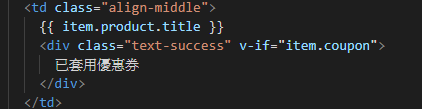 <td class="align-middle">
{{ item.product.title }}
<div class="text-success" v-if="item.coupon">
已套用優惠券
</div>
</td>